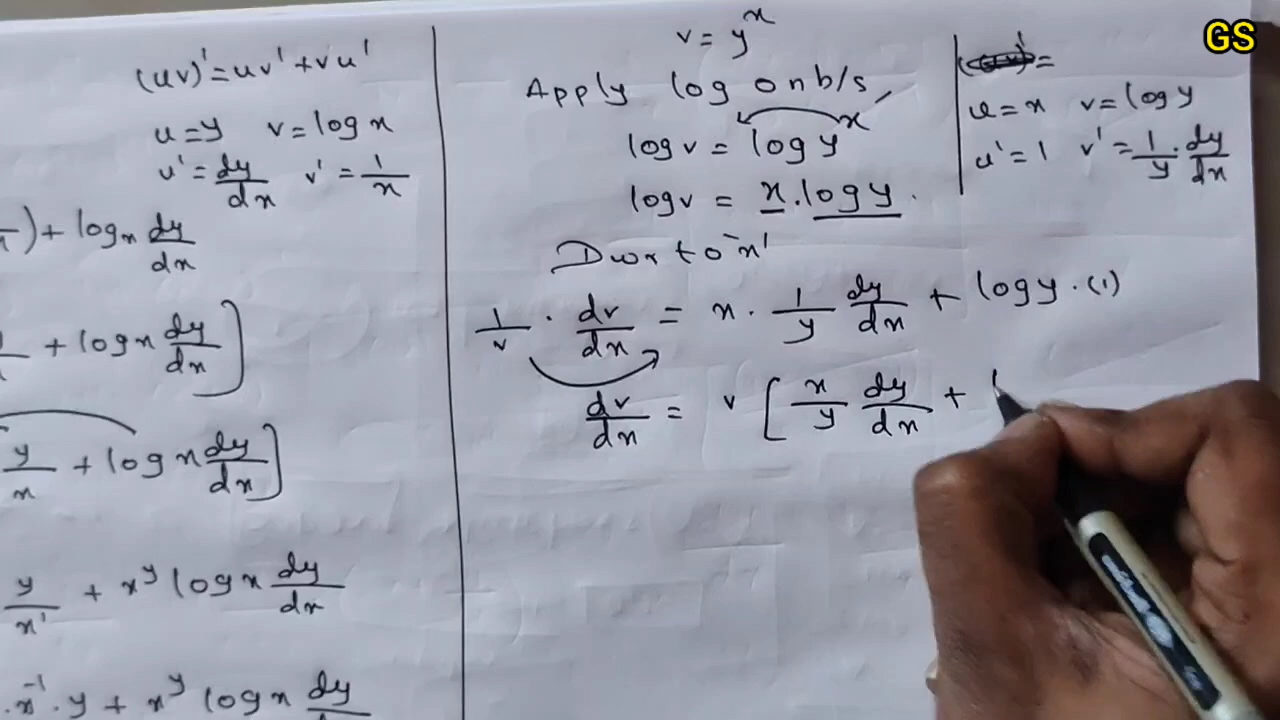 (uv)' = uv' + vu'
u = y v = log x
u' = dy/dx v' = 1/x
) + log x dy/dx
+ log x dy/dx ]
y/x + log x dy/dx ]
y/x' + x^y log x dy/dx
. x^-1 . y + x^y log x dy
v = y^x
Apply log on b/s,
log v = log y^x
log v = x . log y .
D wr to 'x'
1/v . dv/dx = x . 1/y dy/dx + log y . (1)
dv/dx = v [ x/y dy/dx +
=
u = x v = log y
u' = 1 v' = 1/y . dy/dx
GS